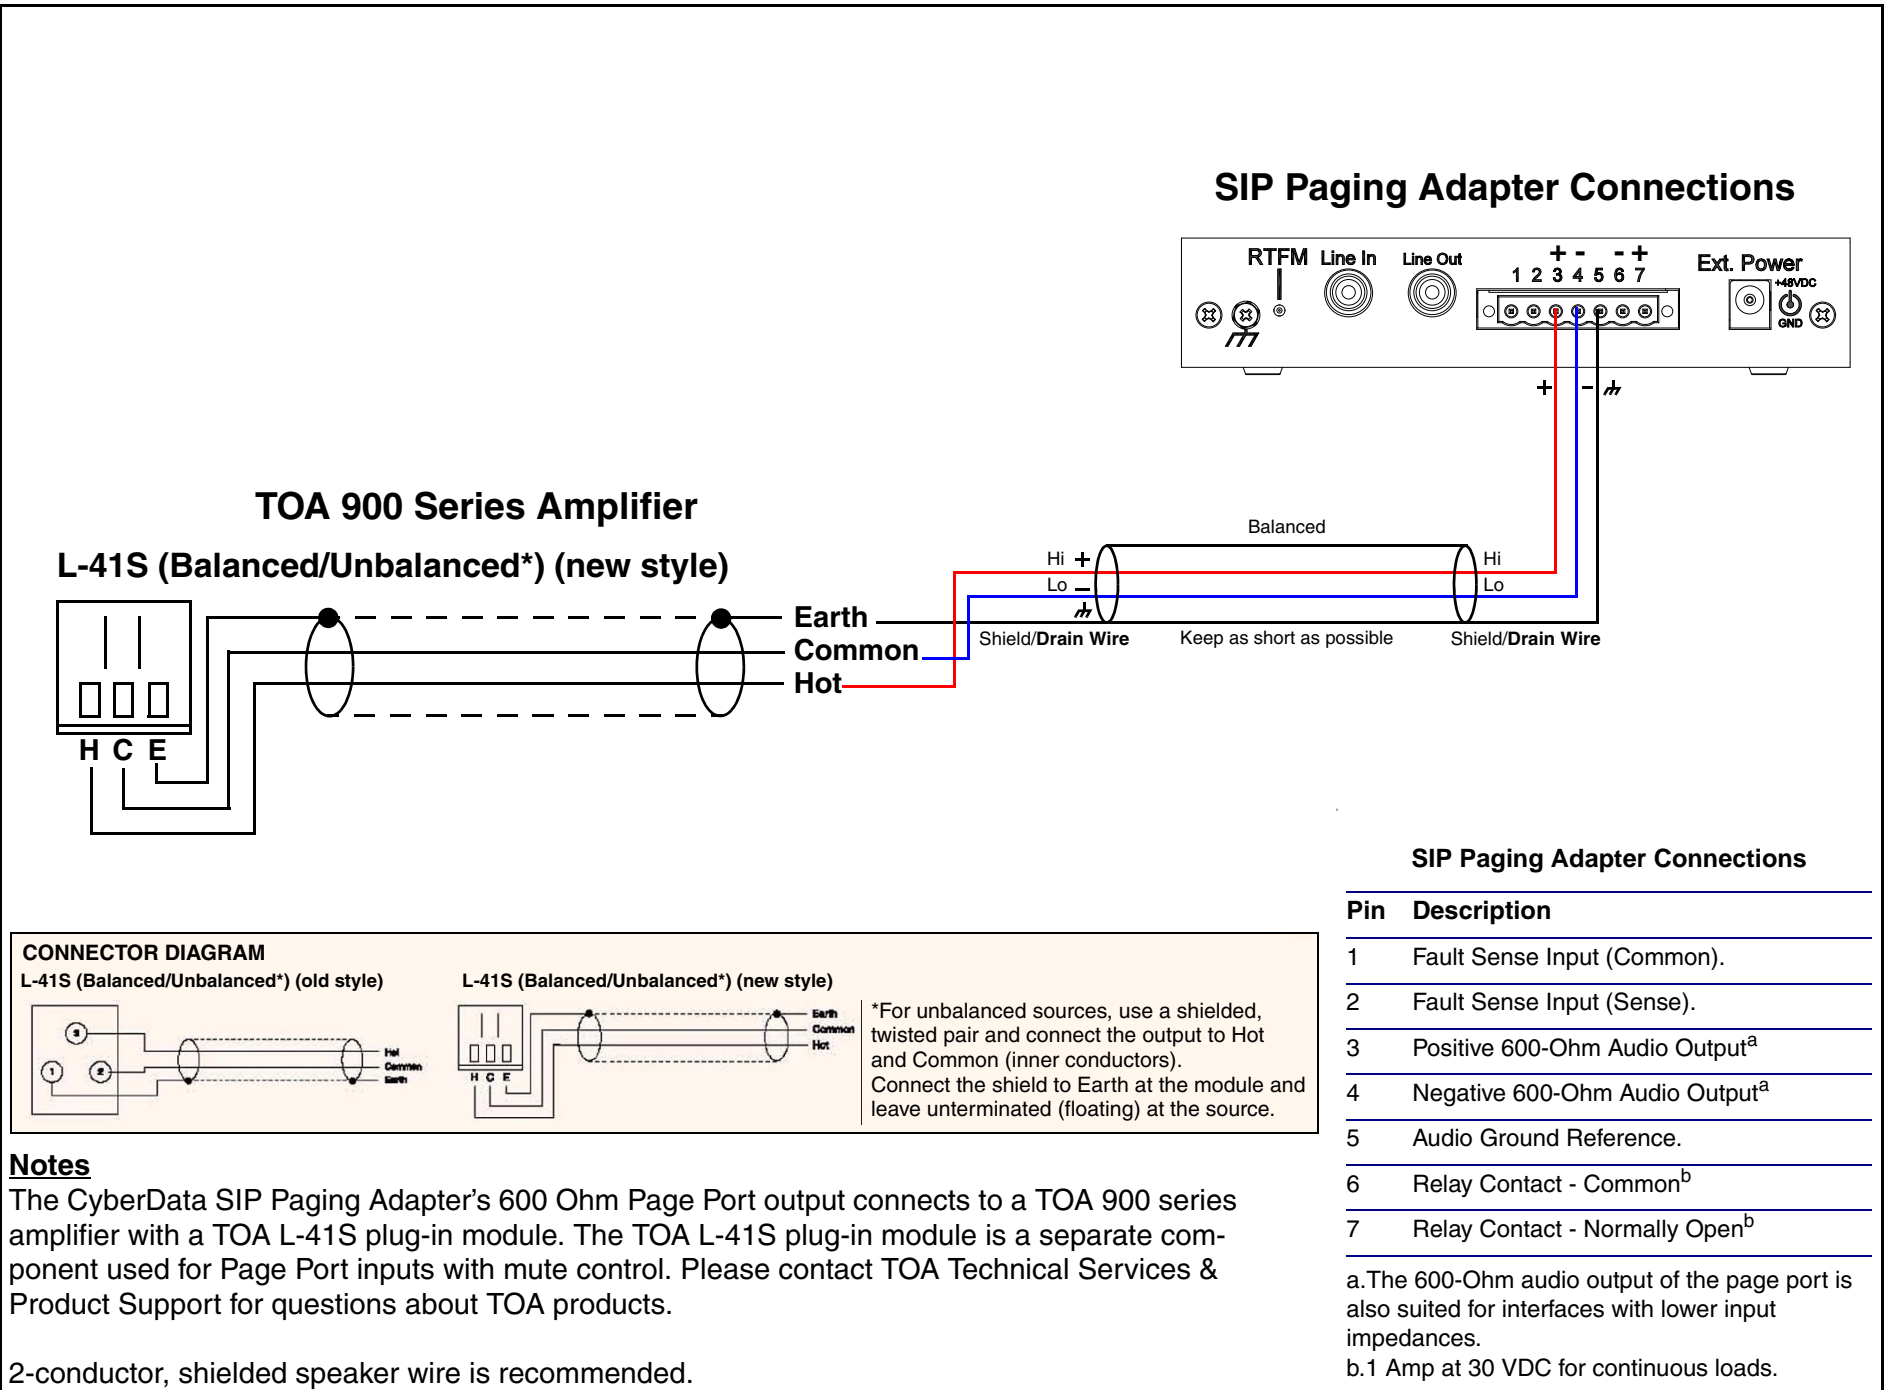 SIP Paging Adapter Connections
RTFM Line In Line Out + - - + Ext. Power
1 2 3 4 5 6 7
+48VDC
GND
+ -
TOA 900 Series Amplifier
L-41S (Balanced/Unbalanced*) (new style)
Balanced
Hi + Hi
Lo - Lo
Earth
Shield/Drain Wire Keep as short as possible Shield/Drain Wire
Common
Hot
H C E
SIP Paging Adapter Connections
Pin Description
1 Fault Sense Input (Common).
2 Fault Sense Input (Sense).
3 Positive 600-Ohm Audio Output^a
4 Negative 600-Ohm Audio Output^a
5 Audio Ground Reference.
6 Relay Contact - Common^b
7 Relay Contact - Normally Open^b
a.The 600-Ohm audio output of the page port is
also suited for interfaces with lower input
impedances.
b.1 Amp at 30 VDC for continuous loads.
CONNECTOR DIAGRAM
L-41S (Balanced/Unbalanced*) (old style)
3
1 2
Common
Earth
L-41S (Balanced/Unbalanced*) (new style)
Earth
Common
Hot
H C E
*For unbalanced sources, use a shielded,
twisted pair and connect the output to Hot
and Common (inner conductors).
Connect the shield to Earth at the module and
leave unterminated (floating) at the source.
Notes
The CyberData SIP Paging Adapter’s 600 Ohm Page Port output connects to a TOA 900 series
amplifier with a TOA L-41S plug-in module. The TOA L-41S plug-in module is a separate com-
ponent used for Page Port inputs with mute control. Please contact TOA Technical Services &
Product Support for questions about TOA products.
2-conductor, shielded speaker wire is recommended.